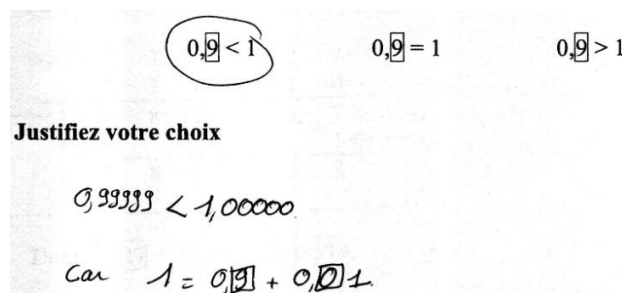 0,9 < 1 0,9 = 1 0,9 > 1
Justifiez votre choix
0,99999 < 1,00000
Car 1 = 0,9 + 0,01.